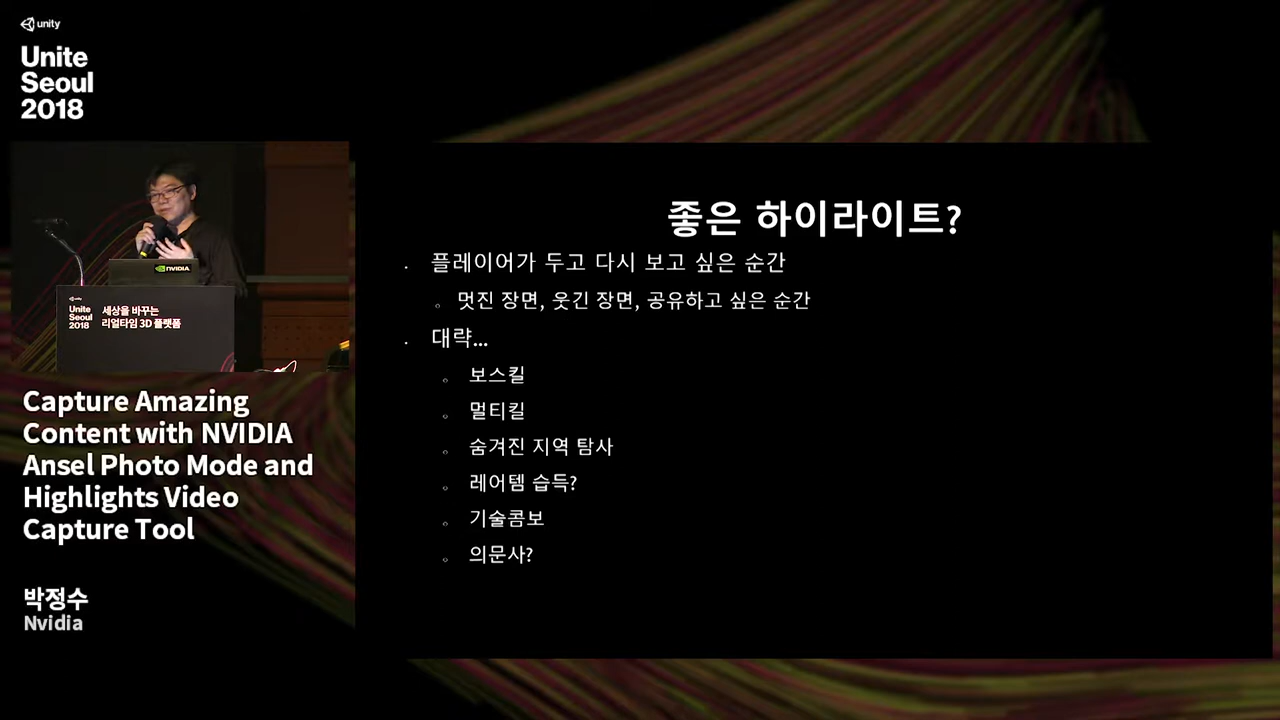 unity
Unite
Seoul
2018
NVIDIA
Unite
Seoul
2018
세상을 바꾸는
리얼타임 3D 플랫폼
Capture Amazing
Content with NVIDIA
Ansel Photo Mode and
Highlights Video
Capture Tool
박정수
Nvidia
좋은 하이라이트?
플레이어가 두고 다시 보고 싶은 순간
멋진 장면, 웃긴 장면, 공유하고 싶은 순간
대략...
보스킬
멀티킬
숨겨진 지역 탐사
레어템 습득?
기술콤보
의문사?